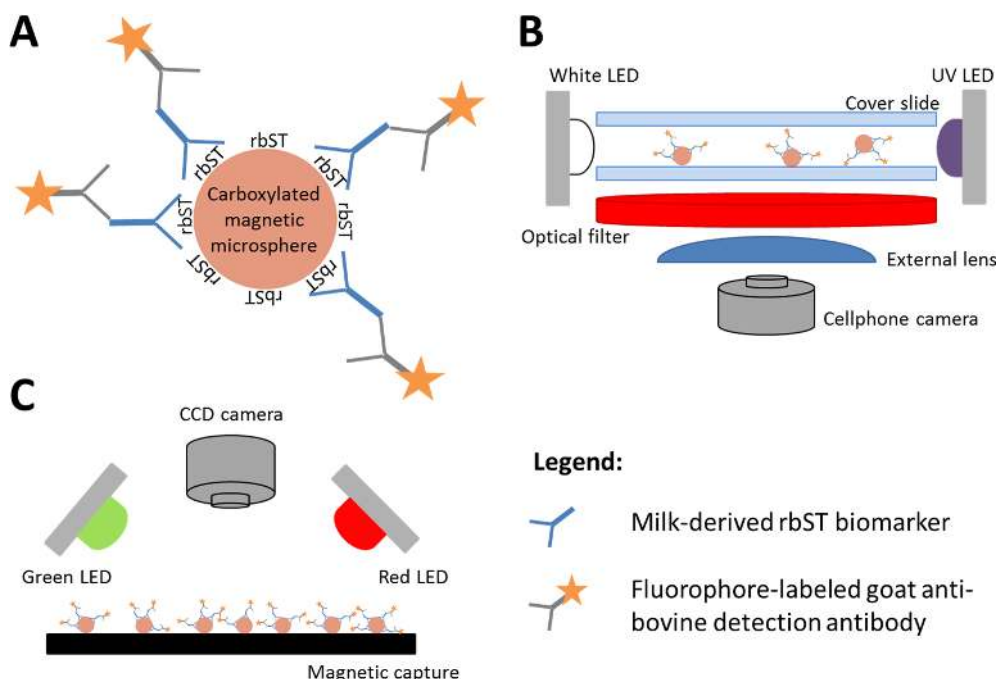 A
rbST
rbST
rbST
rbST
rbST
rbST
rbST
rbST
Carboxylated
magnetic
microsphere
B
White LED
UV LED
Cover slide
Optical filter
External lens
Cellphone camera
C
CCD camera
Green LED
Red LED
Magnetic capture
Legend:
Milk-derived rbST biomarker
Fluorophore-labeled goat anti-
bovine detection antibody